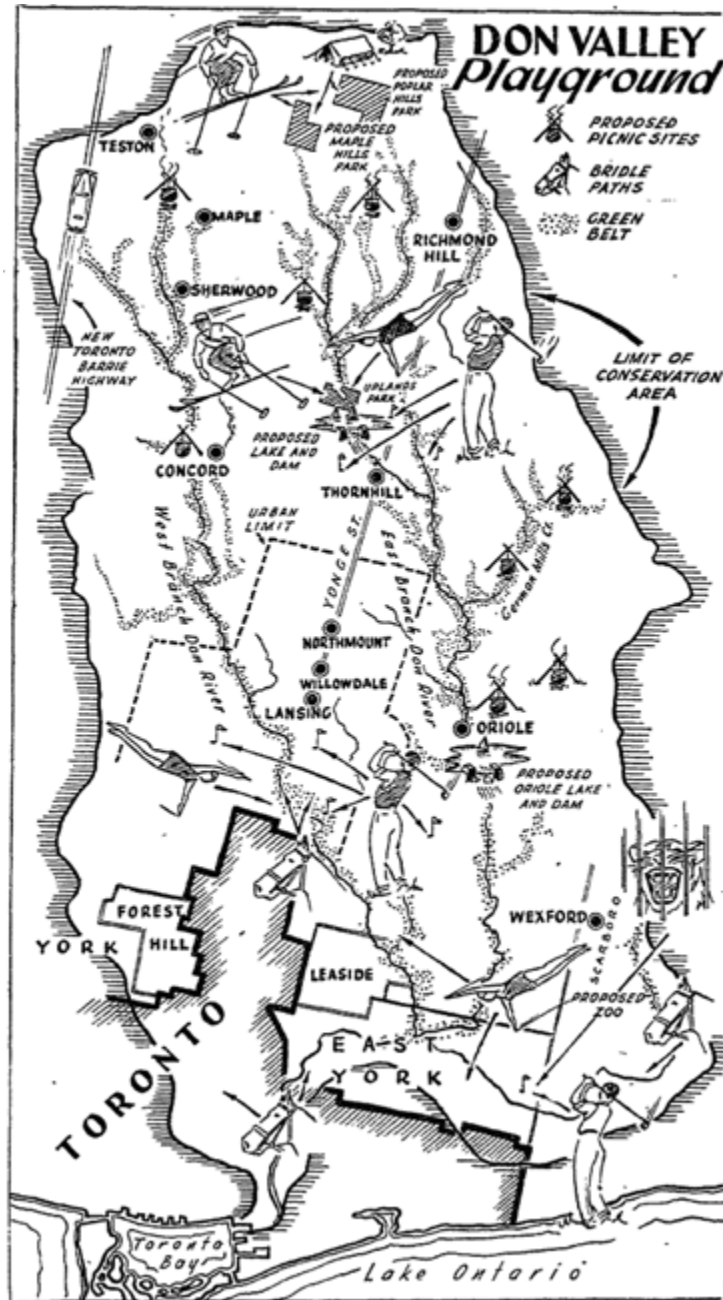 DON VALLEY
Playground
PROPOSED
PICNIC SITES
BRIDLE
PATHS
GREEN
BELT
PROPOSED
POPLAR
HILLS
PARK
PROPOSED
MAPLE
HILLS
PARK
TESTON
MAPLE
RICHMOND
HILL
SHERWOOD
NEW
TORONTO
BARRIE
HIGHWAY
LIMIT OF
CONSERVATION
AREA
UPLANDS
PARK
PROPOSED
LAKE AND
DAM
CONCORD
THORNHILL
URBAN
LIMIT
YONGE ST.
West Branch Don River
East Branch Don River
German Mills Cr.
NORTHMOUNT
WILLOWDALE
LANSING
ORIOLE
PROPOSED
ORIOLE LAKE
AND DAM
FOREST
HILL
YORK
LEASIDE
WEXFORD
SCARBORO
PROPOSED
ZOO
EAST
YORK
TORONTO
Toronto
Bay
Lake Ontario